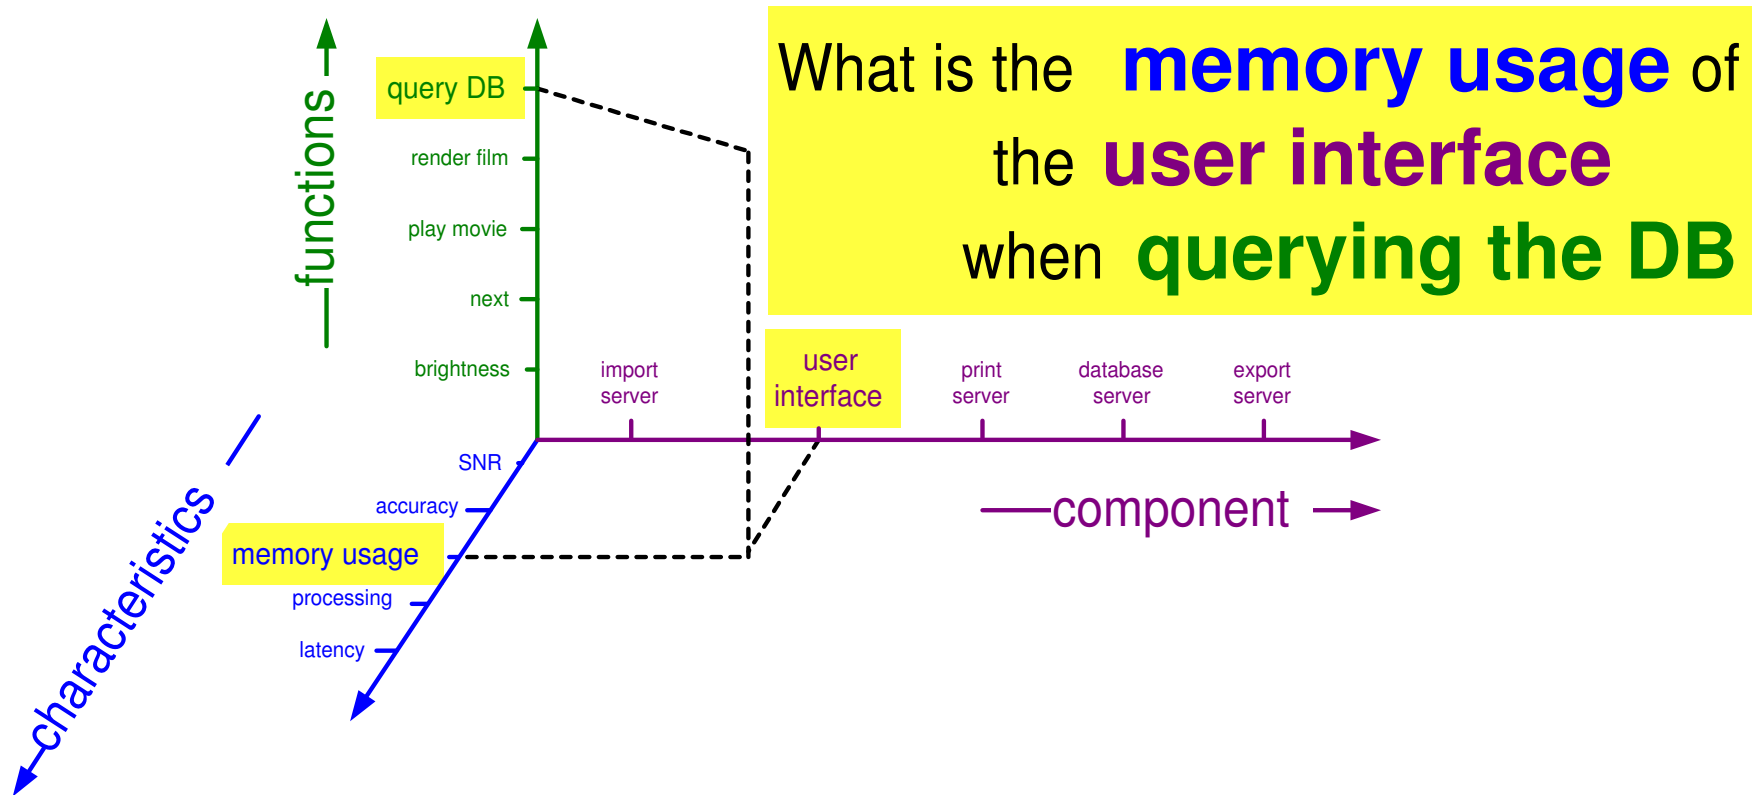 What is the memory usage of
the user interface
when querying the DB
functions
query DB
render film
play movie
next
brightness
import
server
user
interface
print
server
database
server
export
server
component
SNR
accuracy
memory usage
processing
latency
characteristics